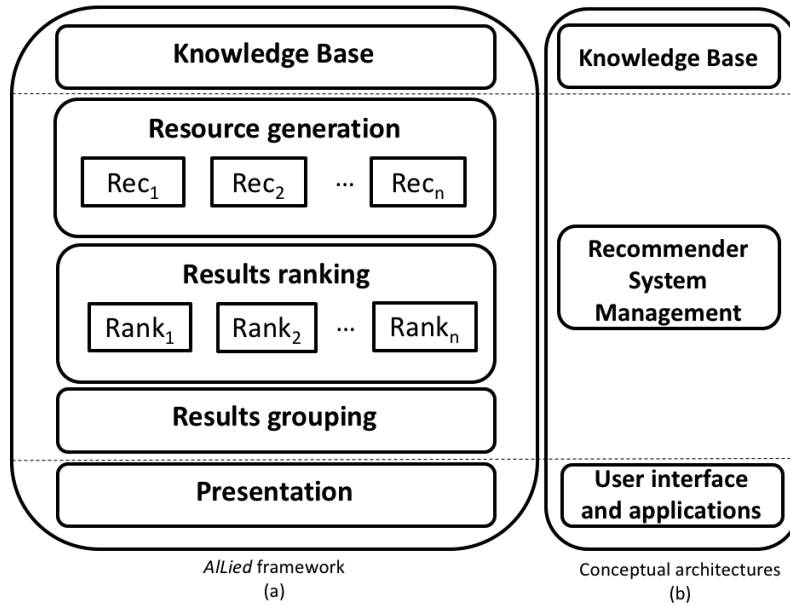 Knowledge Base
Resource generation
Rec1 Rec2 ... Recn
Results ranking
Rank1 Rank2 ... Rankn
Results grouping
Presentation
AlLied framework
(a)
Knowledge Base
Recommender
System
Management
User interface
and applications
Conceptual architectures
(b)